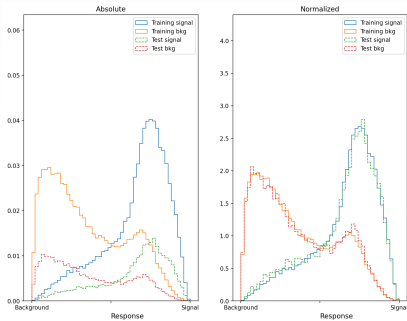 Absolute
Training signal
Training bkg
Test signal
Test bkg
0.06
0.05
0.04
0.03
0.02
0.01
0.00
Background
Signal
Response
Normalized
Training signal
Training bkg
Test signal
Test bkg
4.0
3.5
3.0
2.5
2.0
1.5
1.0
0.5
0.0
Background
Signal
Response